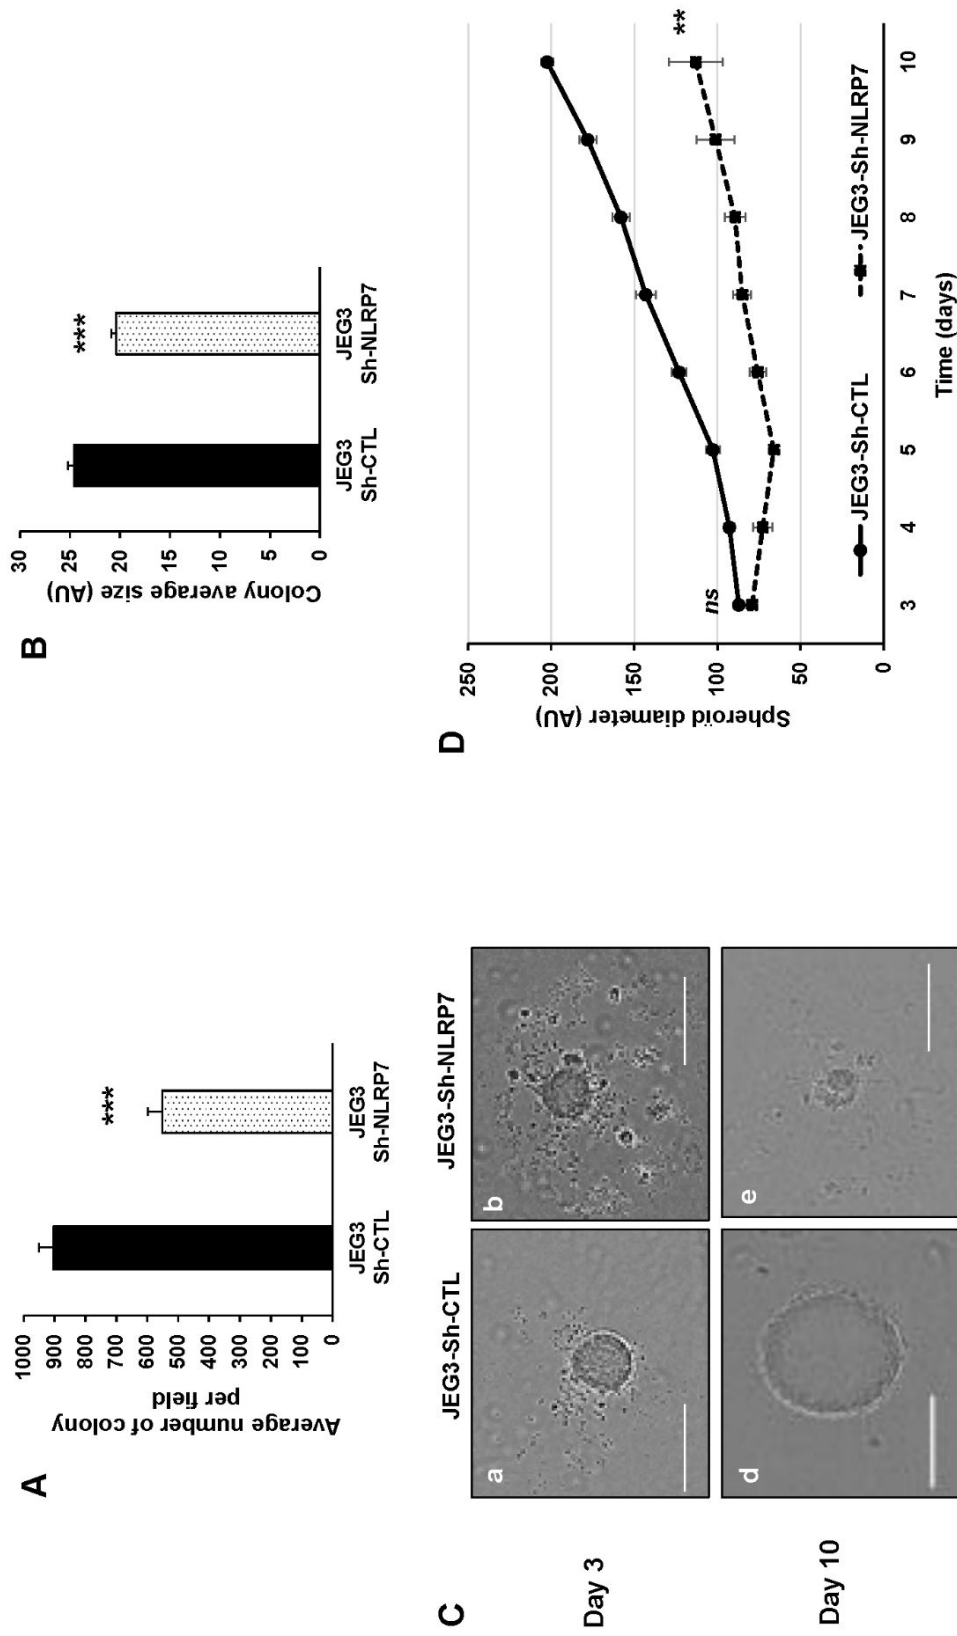 A
Average number of colony
per field
1000
900
800
700
600
500
400
300
200
100
0
***
JEG3
Sh-CTL
JEG3
Sh-NLRP7
B
Colony average size (AU)
30
25
20
15
10
5
0
***
JEG3
Sh-CTL
JEG3
Sh-NLRP7
C
JEG3-Sh-CTL
JEG3-Sh-NLRP7
Day 3
a
b
Day 10
d
e
D
Spheroïd diameter (AU)
250
200
150
100
50
0
ns
**
JEG3-Sh-CTL
JEG3-Sh-NLRP7
3
4
5
6
7
8
9
10
Time (days)